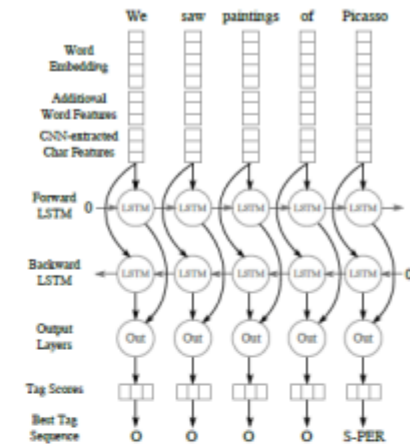 We saw paintings of Picasso
Word
Embedding
Additional
Word Features
CNN-extracted
Char Features
Forward
LSTM
0 LSTM LSTM LSTM LSTM LSTM
Backward
LSTM
LSTM LSTM LSTM LSTM LSTM 0
Output
Layers
Out Out Out Out Out
Tag Scores
Best Tag
Sequence
O O O O S-PER